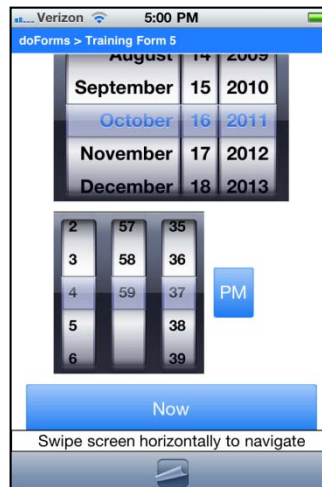 Verizon 5:00 PM
doForms > Training Form 5
August 14 2009
September 15 2010
October 16 2011
November 17 2012
December 18 2013
2 57 35
3 58 36
4 59 37 PM
5 38
6 39
Now
Swipe screen horizontally to navigate